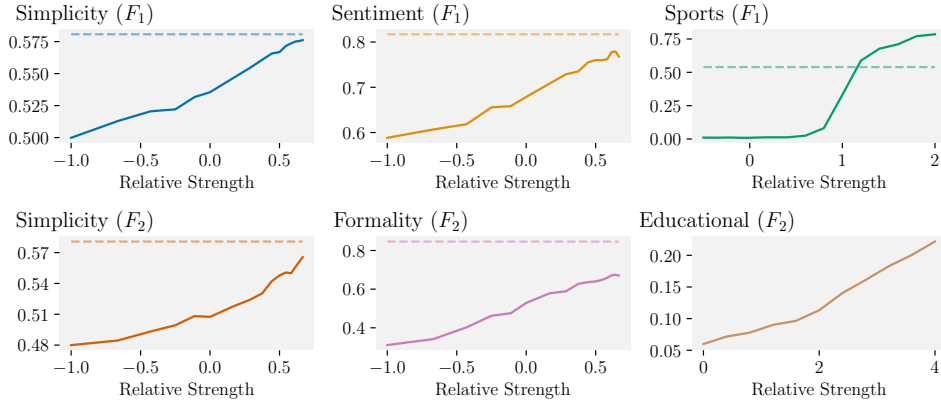 Simplicity (F₁)
0.575
0.550
0.525
0.500
−1.0 −0.5 0.0 0.5
Relative Strength
Sentiment (F₁)
0.8
0.7
0.6
−1.0 −0.5 0.0 0.5
Relative Strength
Sports (F₁)
0.75
0.50
0.25
0.00
0 1 2
Relative Strength
Simplicity (F₂)
0.57
0.54
0.51
0.48
−1.0 −0.5 0.0 0.5
Relative Strength
Formality (F₂)
0.8
0.6
0.4
−1.0 −0.5 0.0 0.5
Relative Strength
Educational (F₂)
0.20
0.15
0.10
0.05
0 2 4
Relative Strength